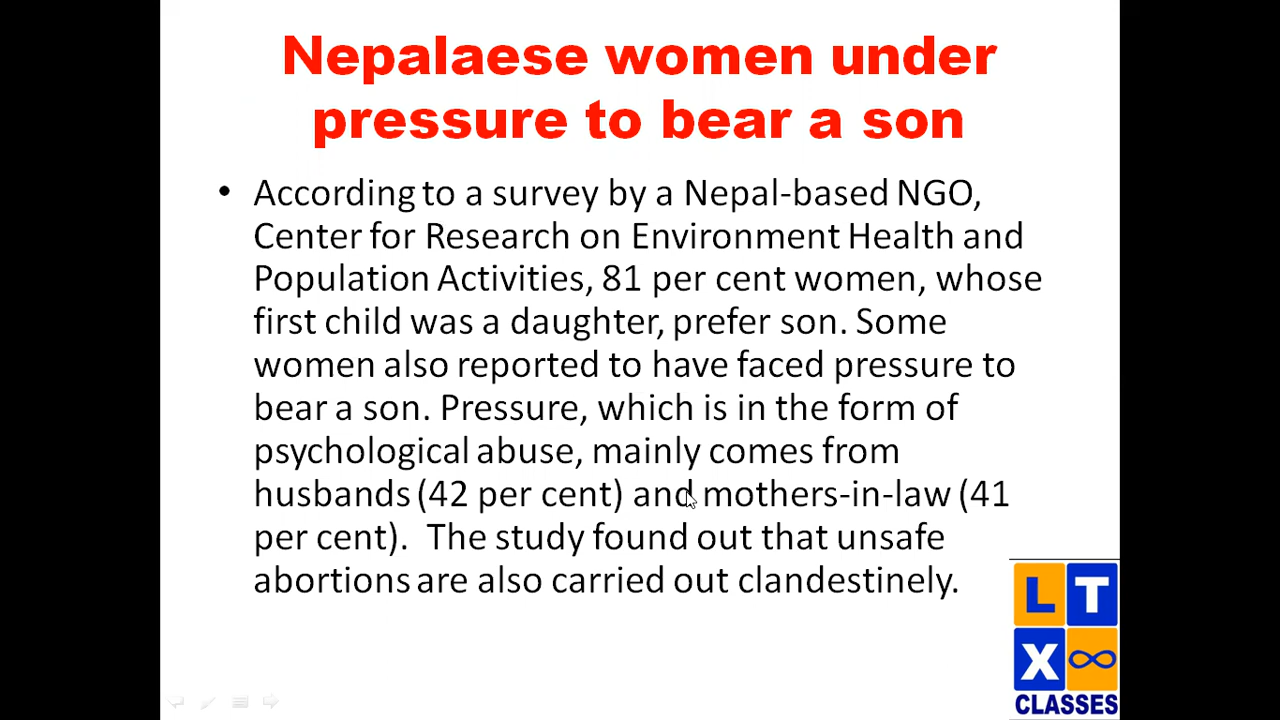 Nepalaese women under
pressure to bear a son
• According to a survey by a Nepal-based NGO,
Center for Research on Environment Health and
Population Activities, 81 per cent women, whose
first child was a daughter, prefer son. Some
women also reported to have faced pressure to
bear a son. Pressure, which is in the form of
psychological abuse, mainly comes from
husbands (42 per cent) and mothers-in-law (41
per cent).  The study found out that unsafe
abortions are also carried out clandestinely.
L T
X ∞
CLASSES